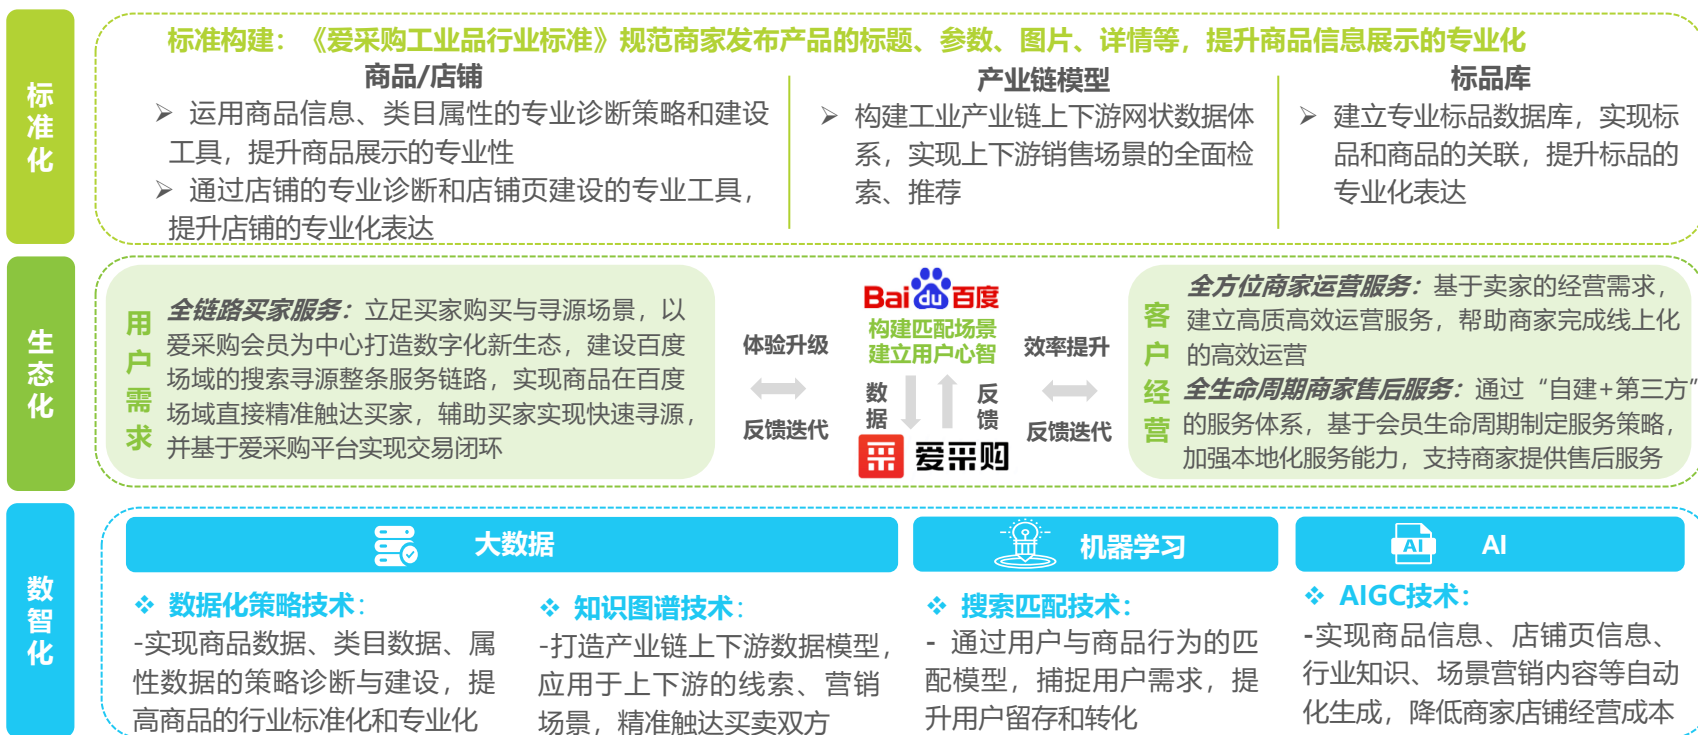 标准化
标准构建：《爱采购工业品行业标准》规范商家发布产品的标题、参数、图片、详情等，提升商品信息展示的专业化
商品/店铺
➢ 运用商品信息、类目属性的专业诊断策略和建设
工具，提升商品展示的专业性
➢ 通过店铺的专业诊断和店铺页建设的专业工具，
提升店铺的专业化表达
产业链模型
➢ 构建工业产业链上下游网状数据体
系，实现上下游销售场景的全面检
索、推荐
标品库
➢ 建立专业标品数据库，实现标
品和商品的关联，提升标品的
专业化表达
生态化
用户需求
全链路买家服务：立足买家购买与寻源场景，以
爱采购会员为中心打造数字化新生态，建设百度
场域的搜索寻源整条服务链路，实现商品在百度
场域直接精准触达买家，辅助买家实现快速寻源，
并基于爱采购平台实现交易闭环
体验升级
反馈迭代
Bai du 百度
构建匹配场景
建立用户心智
数据
反馈
采 爱采购
效率提升
反馈迭代
客户经营
全方位商家运营服务：基于卖家的经营需求，
建立高质高效运营服务，帮助商家完成线上化
的高效运营
全生命周期商家售后服务：通过“自建+第三方”
的服务体系，基于会员生命周期制定服务策略，
加强本地化服务能力，支持商家提供售后服务
数智化
大数据
❖ 数据化策略技术：
-实现商品数据、类目数据、属
性数据的策略诊断与建设，提
高商品的行业标准化和专业化
❖ 知识图谱技术：
-打造产业链上下游数据模型，
应用于上下游的线索、营销
场景，精准触达买卖双方
机器学习
❖ 搜索匹配技术：
- 通过用户与商品行为的匹
配模型，捕捉用户需求，提
升用户留存和转化
AI
AI
❖ AIGC技术：
-实现商品信息、店铺页信息、
行业知识、场景营销内容等自动
化生成，降低商家店铺经营成本